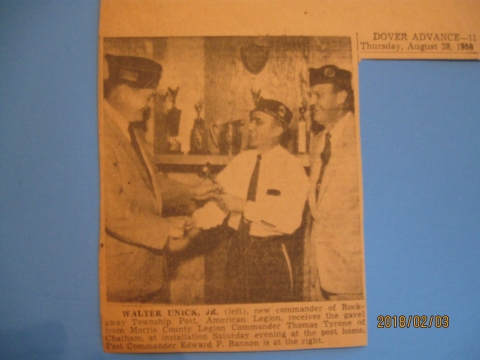 DOVER ADVANCE—11
Thursday, August 28, 1958
WALTER UNICK, JR. (left), new commander of Rock-
away Township Post, American Legion, receives the gavel
from Morris County Legion Commander Thomas Tyrone of
Chatham, at installation Saturday evening at the post home.
Past Commander Edward P. Bannon is at the right.
2018/02/03